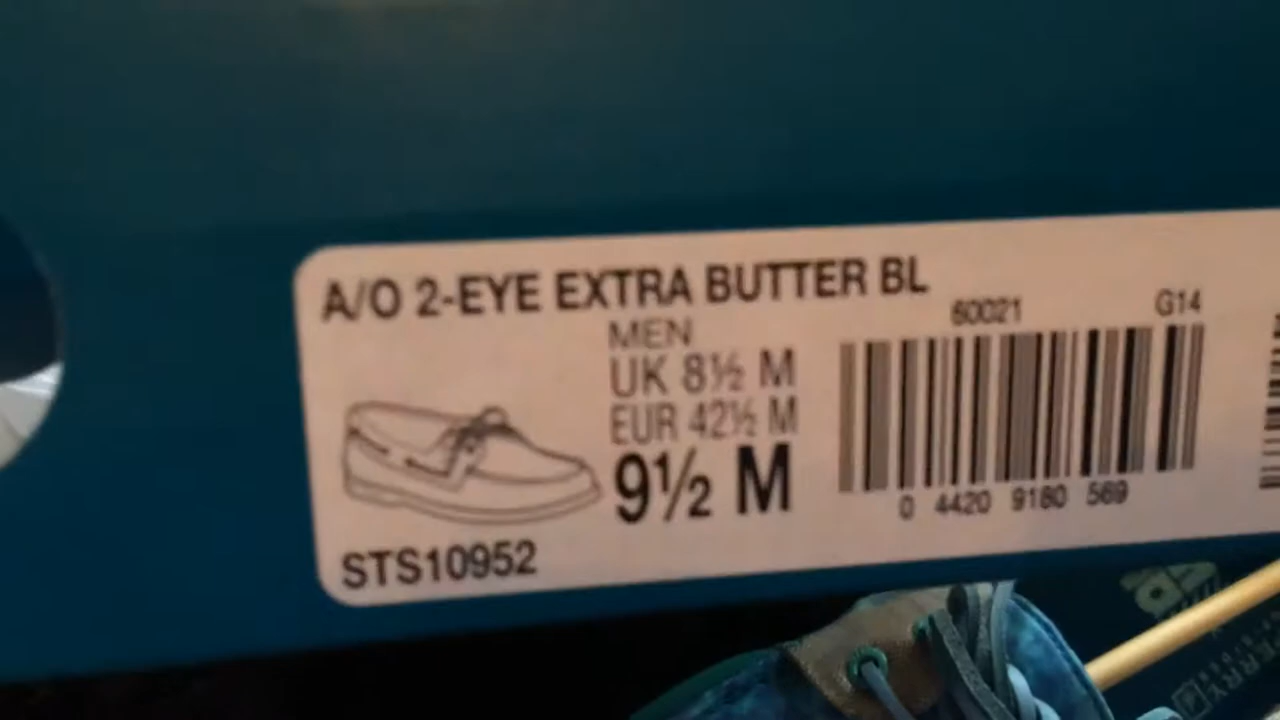 A/O 2-EYE EXTRA BUTTER BL
MEN
UK 8½ M
EUR 42½ M
9½ M
STS10952
60021
G14
0 4420 9180 569